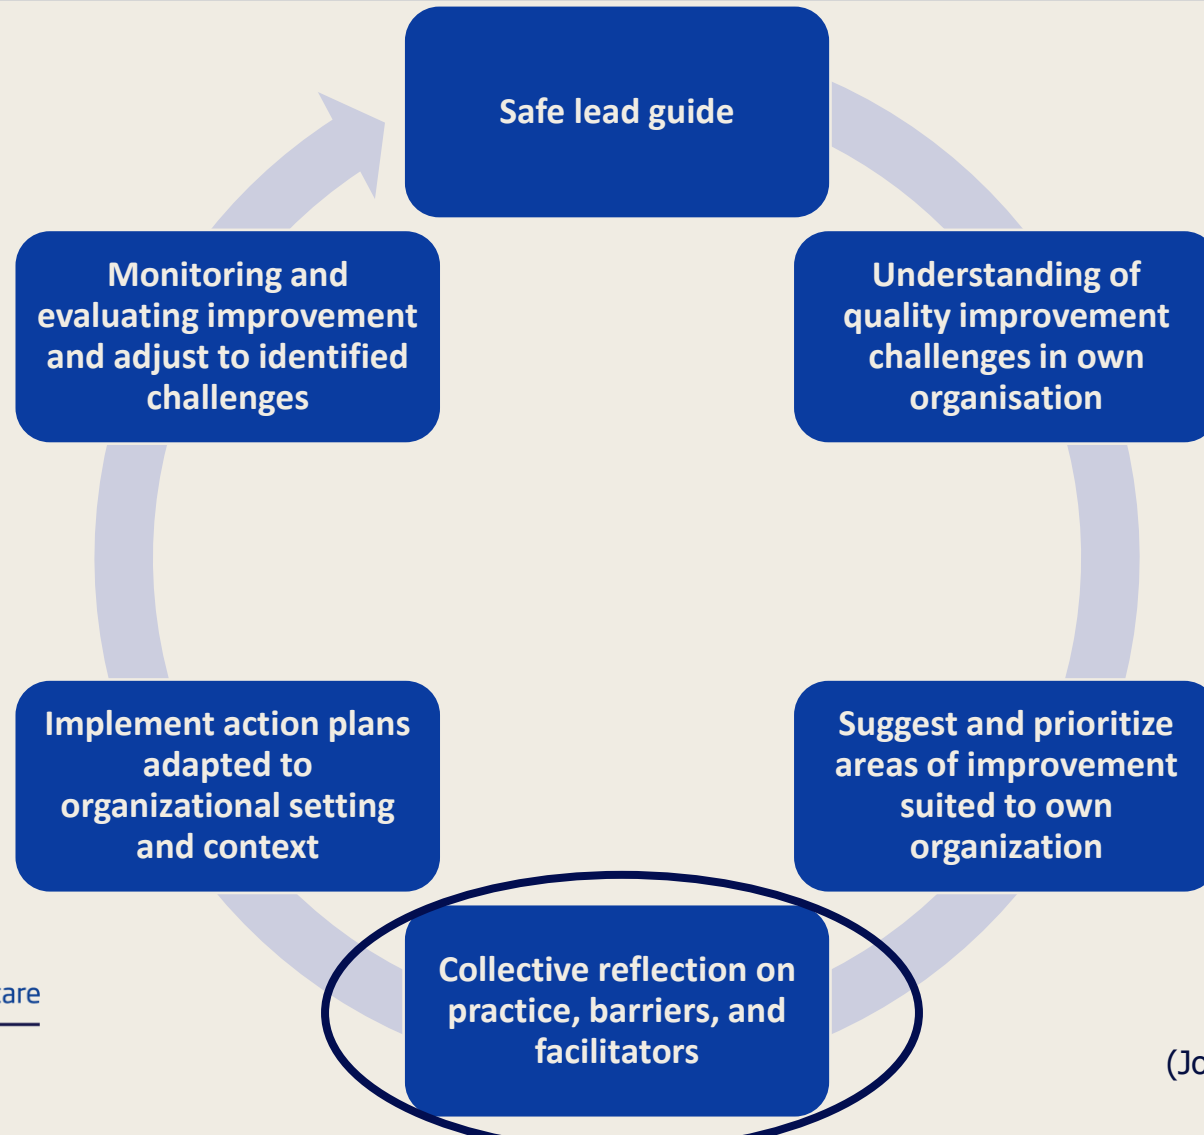 Safe lead guide
Understanding of
quality improvement
challenges in own
organisation
Suggest and prioritize
areas of improvement
suited to own
organization
Collective reflection on
practice, barriers, and
facilitators
Implement action plans
adapted to
organizational setting
and context
Monitoring and
evaluating improvement
and adjust to identified
challenges